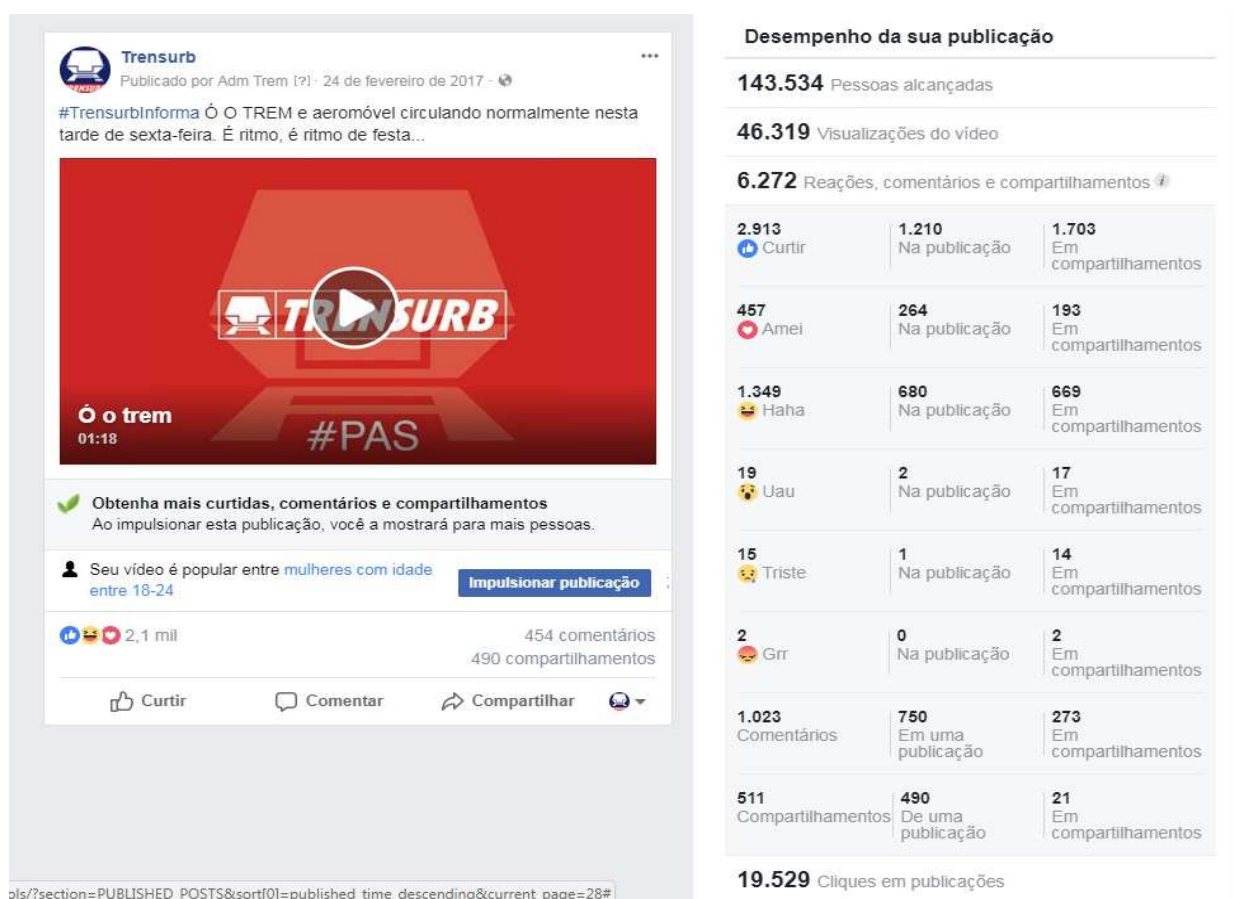 Trensurb
Publicado por Adm Trem [?] · 24 de fevereiro de 2017 ·
#TrensurbInforma Ó O TREM e aeromóvel circulando normalmente nesta
tarde de sexta-feira. É ritmo, é ritmo de festa...
TRENSURB
Ó o trem
01:18
#PAS
Obtenha mais curtidas, comentários e compartilhamentos
Ao impulsionar esta publicação, você a mostrará para mais pessoas.
Seu vídeo é popular entre mulheres com idade
entre 18-24
Impulsionar publicação
2,1 mil
454 comentários
490 compartilhamentos
Curtir Comentar Compartilhar
ols/?section=PUBLISHED_POSTS&sort[0]=published_time_descending&current_page=28#
Desempenho da sua publicação
143.534 Pessoas alcançadas
46.319 Visualizações do vídeo
6.272 Reações, comentários e compartilhamentos
2.913 1.210 1.703
Curtir Na publicação Em
compartilhamentos
457 264 193
Amei Na publicação Em
compartilhamentos
1.349 680 669
Haha Na publicação Em
compartilhamentos
19 2 17
Uau Na publicação Em
compartilhamentos
15 1 14
Triste Na publicação Em
compartilhamentos
2 0 2
Grr Na publicação Em
compartilhamentos
1.023 750 273
Comentários Em uma Em
publicação compartilhamentos
511 490 21
Compartilhamentos De uma Em
publicação compartilhamentos
19.529 Cliques em publicações